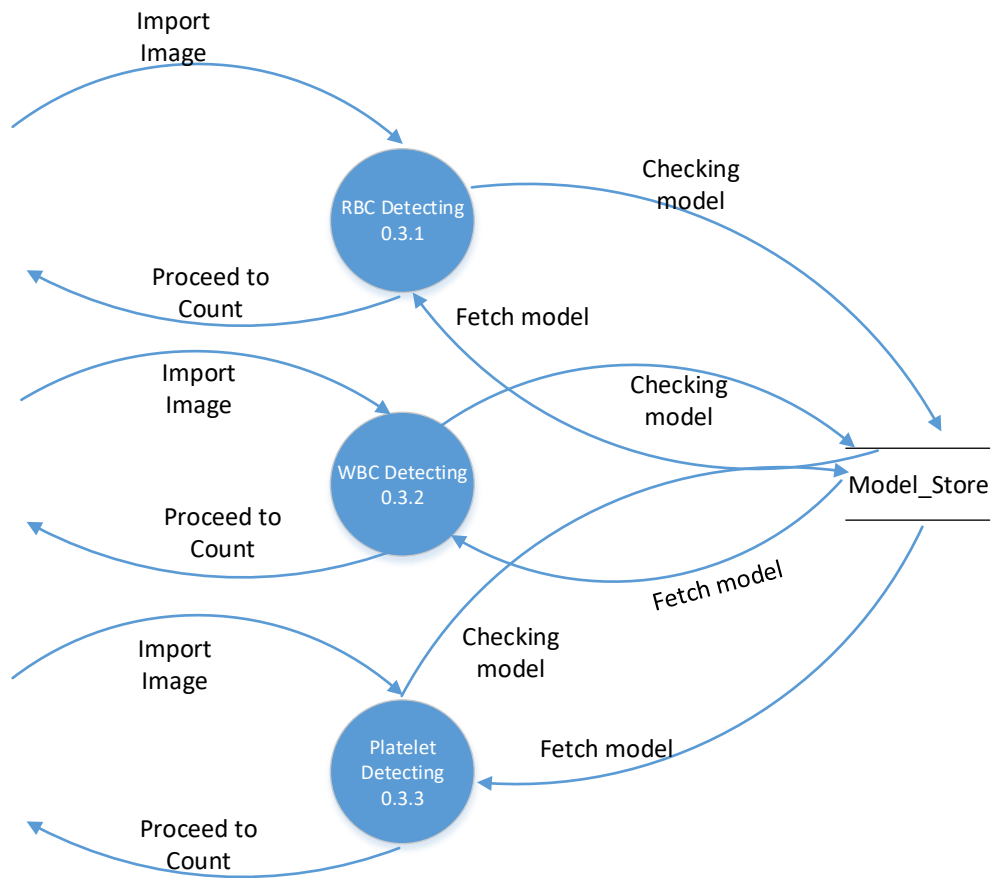 Import
Image
RBC Detecting
0.3.1
Checking
model
Proceed to
Count
Fetch model
Import
Image
Checking
model
WBC Detecting
0.3.2
Model_Store
Proceed to
Count
Fetch model
Import
Image
Checking
model
Platelet
Detecting
0.3.3
Fetch model
Proceed to
Count